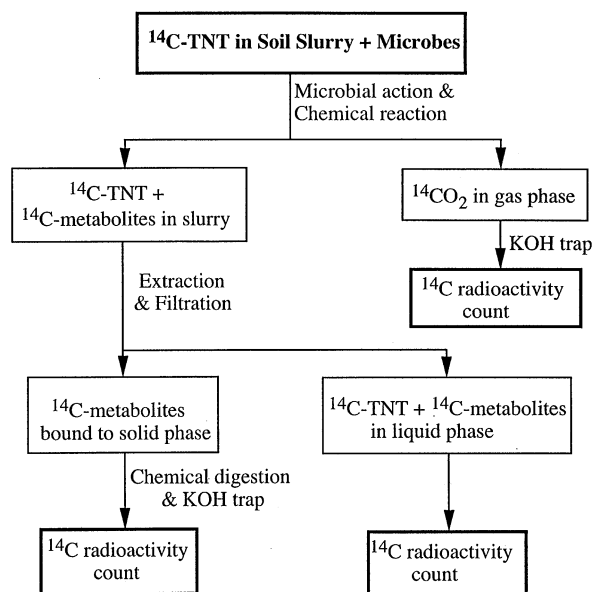 ¹⁴C-TNT in Soil Slurry + Microbes
Microbial action &
Chemical reaction
¹⁴C-TNT +
¹⁴C-metabolites in slurry
¹⁴CO₂ in gas phase
KOH trap
¹⁴C radioactivity
count
Extraction
& Filtration
¹⁴C-metabolites
bound to solid phase
¹⁴C-TNT + ¹⁴C-metabolites
in liquid phase
Chemical digestion
& KOH trap
¹⁴C radioactivity
count
¹⁴C radioactivity
count